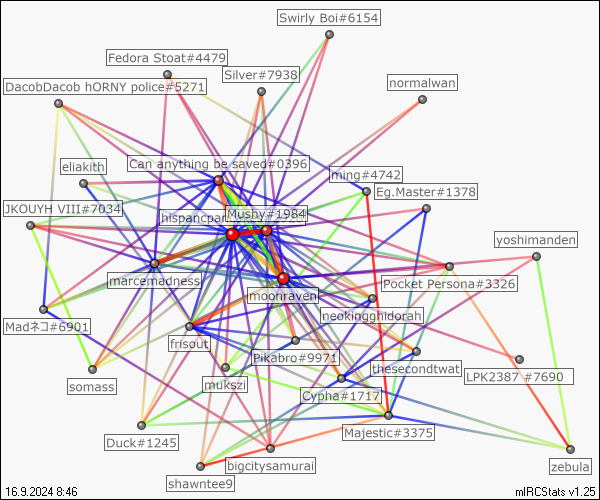 Swirly Boi#6154
Fedora Stoat#4479
Silver#7938
DacobDacob hORNY police#5271
normalwan
Can anything be saved#0396
eliakith
ming#4742
Eg.Master#1378
JKOUYH VIII#7034
hispancpar
Mushy#1984
yoshimanden
marcemadness
Pocket Persona#3326
moonraven
neokingghidorah
Madネコ#6901
frisout
Pikabro#9971
thesecondtwat
LPK2387 #7690
somass
mukszi
Cypha#1717
Majestic#3375
Duck#1245
bigcitysamurai
zebula
shawntee9
16.9.2024 8:46
mIRCStats v1.25